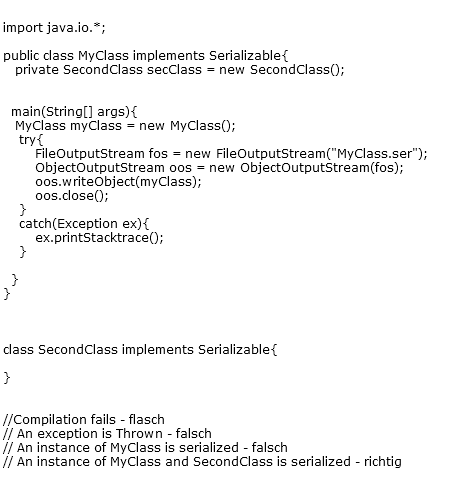 import java.io.*;
public class MyClass implements Serializable{
private SecondClass secClass = new SecondClass();
main(String[] args){
MyClass myClass = new MyClass();
try{
FileOutputStream fos = new FileOutputStream("MyClass.ser");
ObjectOutputStream oos = new ObjectOutputStream(fos);
oos.writeObject(myClass);
oos.close();
}
catch(Exception ex){
ex.printStacktrace();
}
}
}
class SecondClass implements Serializable{
}
//Compilation fails - flasch
// An exception is Thrown - falsch
// An instance of MyClass is serialized - falsch
// An instance of MyClass and SecondClass is serialized - richtig